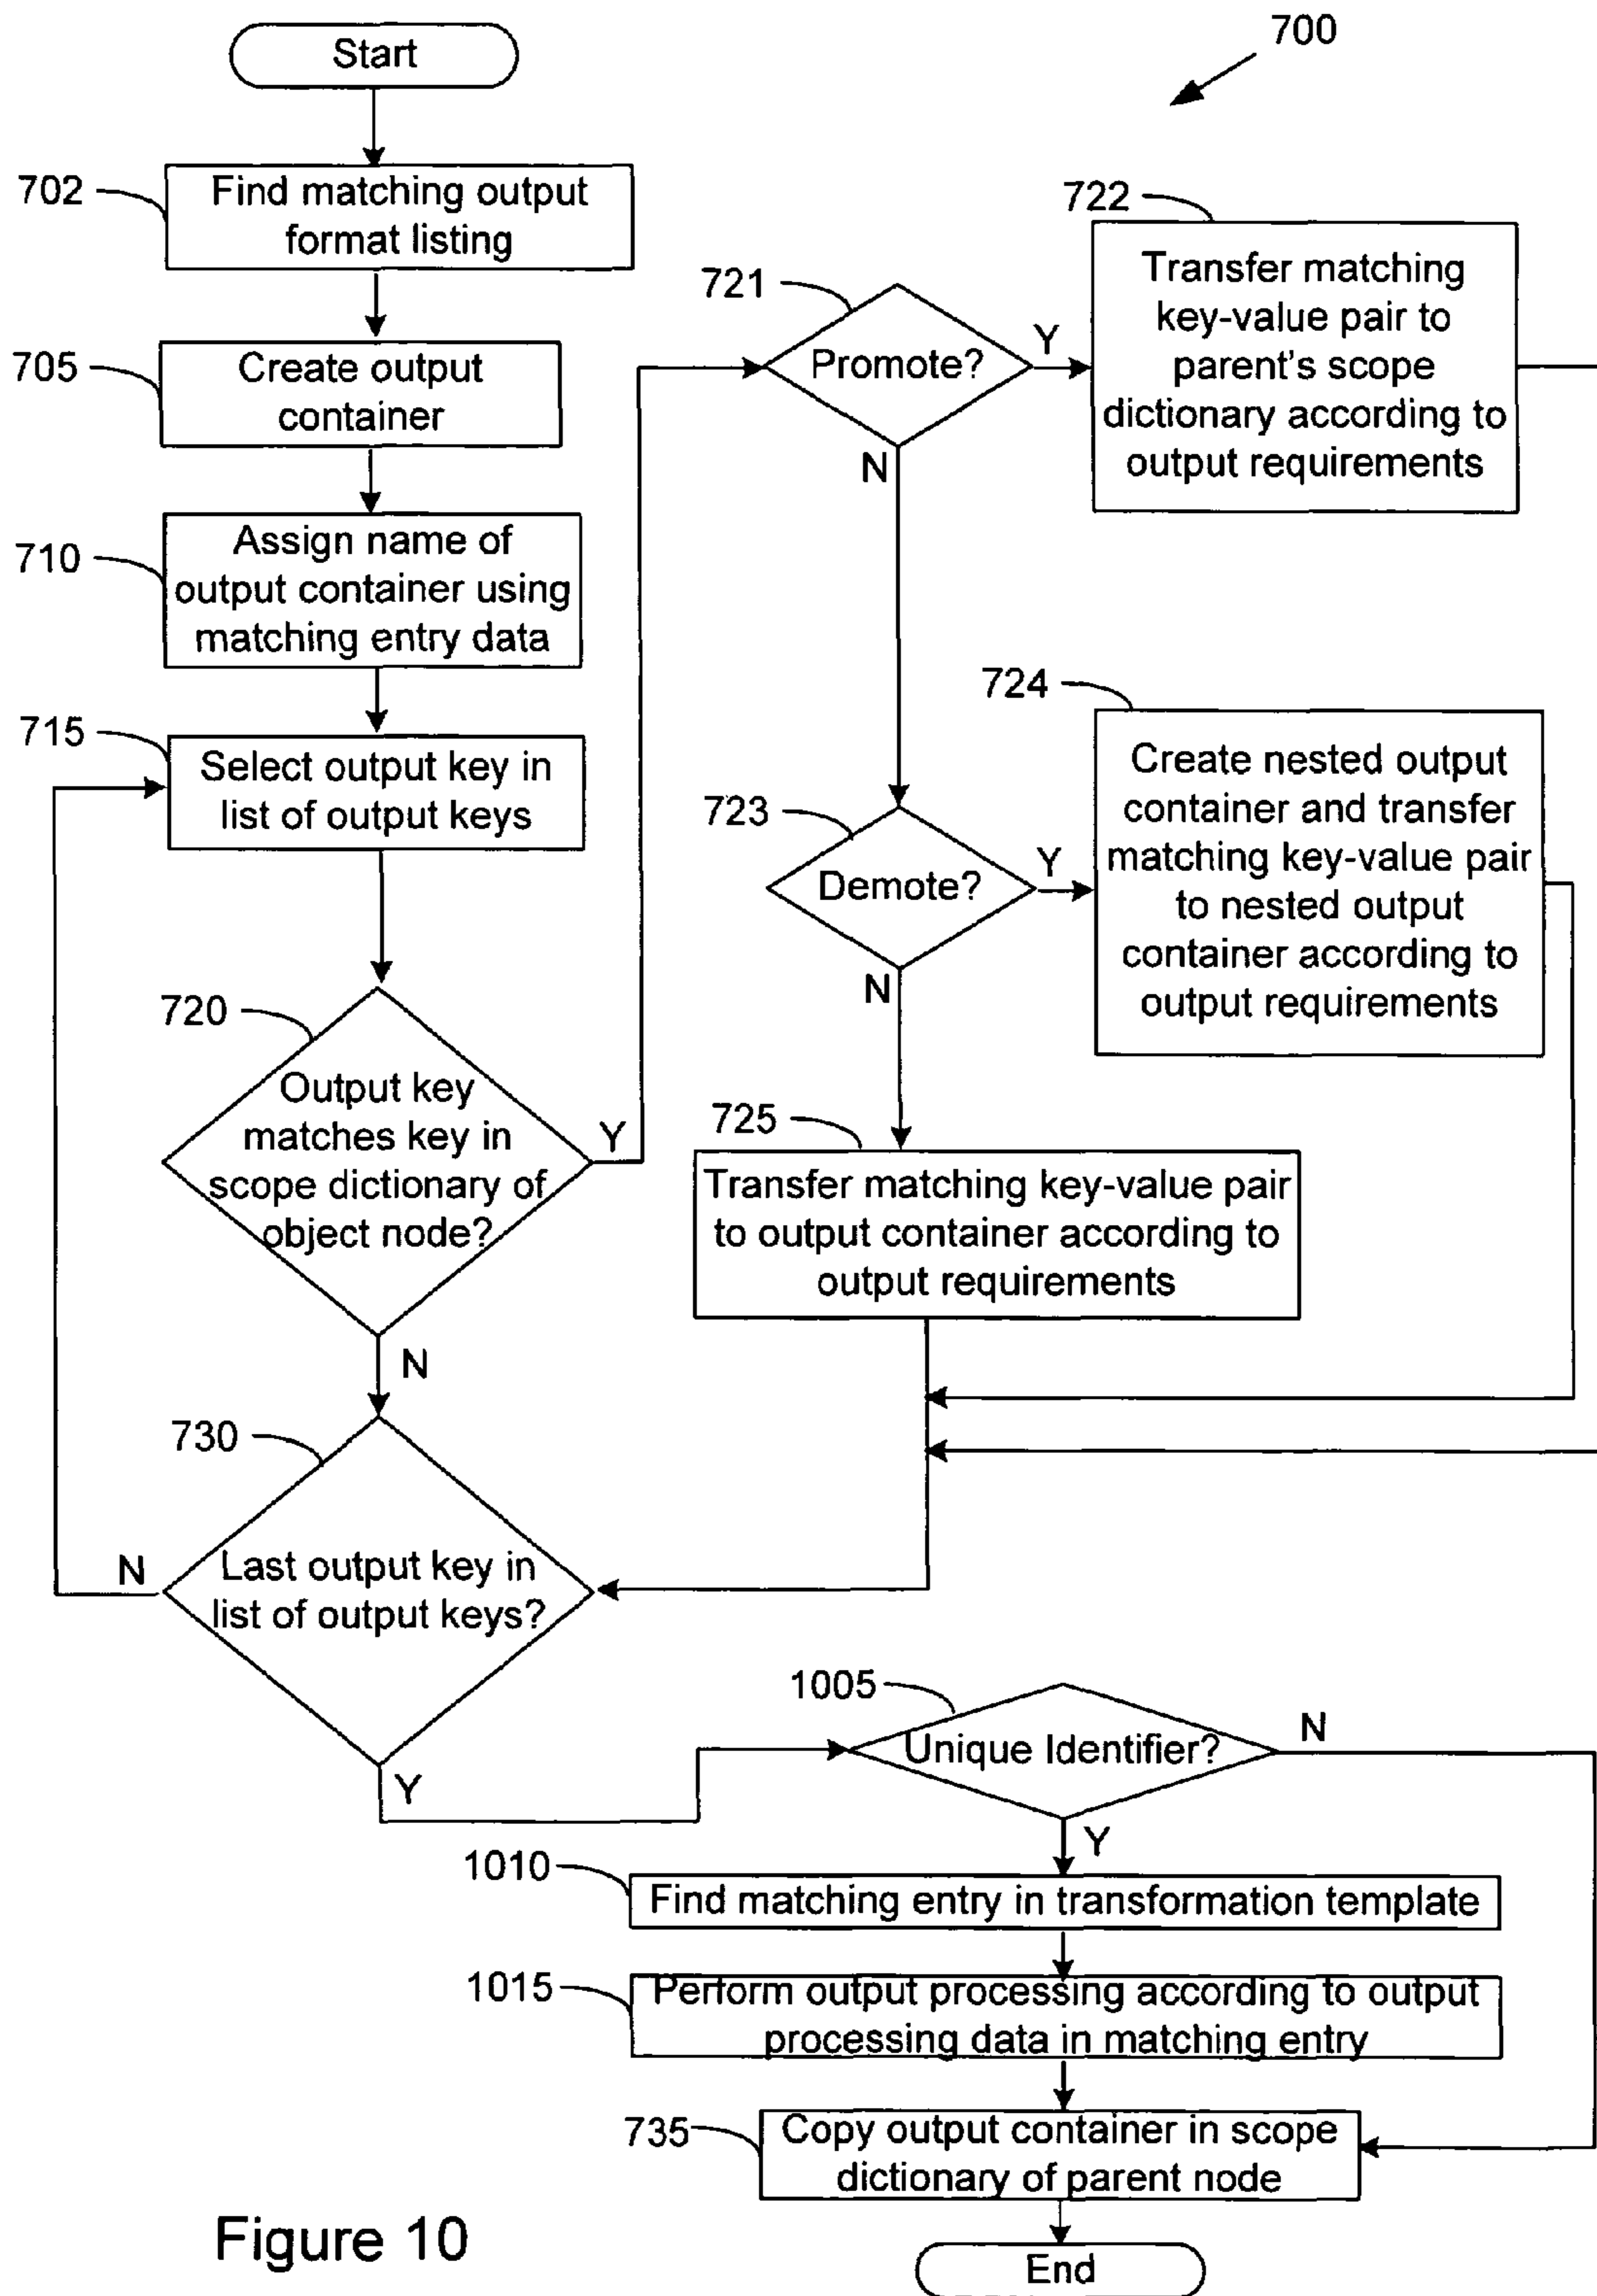 Start
700
702
Find matching output
format listing
705
Create output
container
710
Assign name of
output container using
matching entry data
715
Select output key in
list of output keys
720
Output key
matches key in
scope dictionary of
object node?
Y
N
721
Promote?
Y
N
722
Transfer matching
key-value pair to
parent's scope
dictionary according to
output requirements
723
Demote?
Y
N
724
Create nested output
container and transfer
matching key-value pair
to nested output
container according to
output requirements
725
Transfer matching key-value pair
to output container according to
output requirements
730
Last output key in
list of output keys?
N
Y
1005
Unique Identifier?
N
Y
1010
Find matching entry in transformation template
1015
Perform output processing according to output
processing data in matching entry
735
Copy output container in scope
dictionary of parent node
End
Figure 10